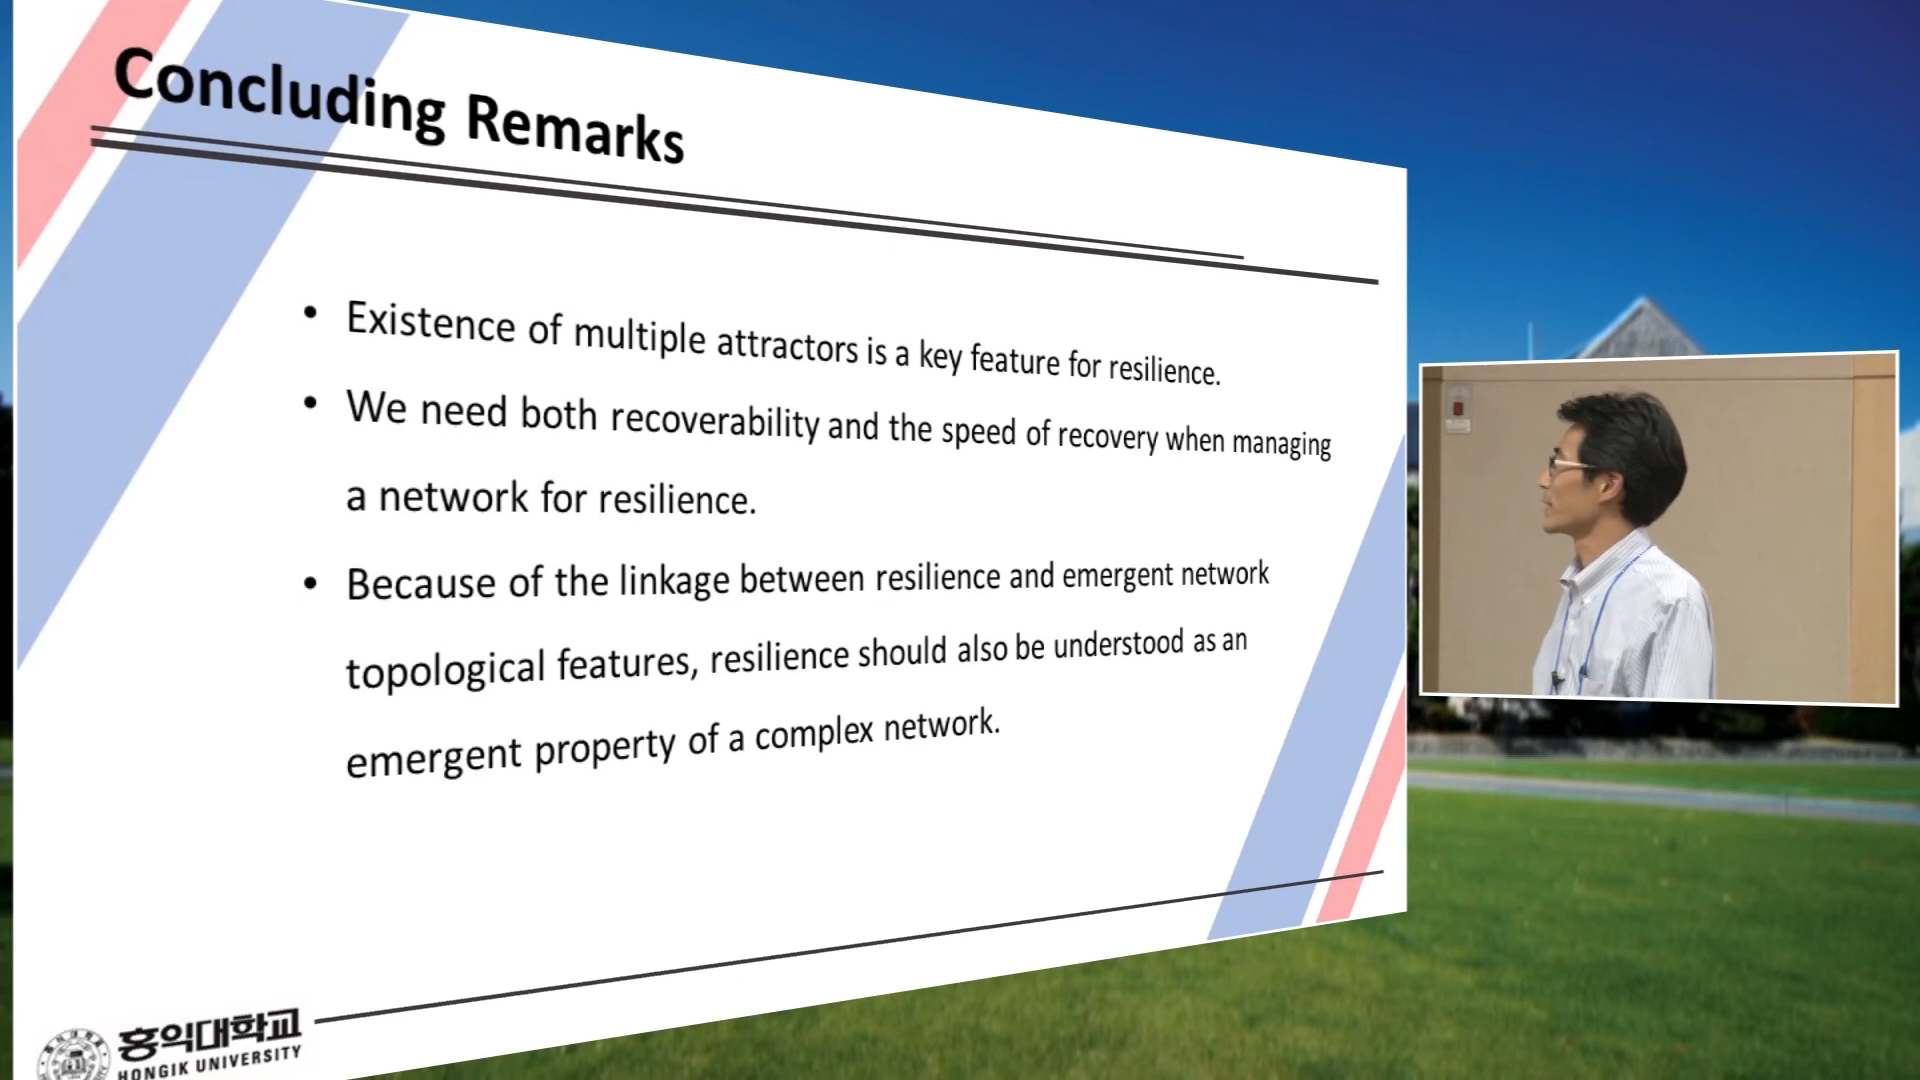 Concluding Remarks
• Existence of multiple attractors is a key feature for resilience.
• We need both recoverability and the speed of recovery when managing
a network for resilience.
• Because of the linkage between resilience and emergent network
topological features, resilience should also be understood as an
emergent property of a complex network.
홍익대학교
HONGIK UNIVERSITY